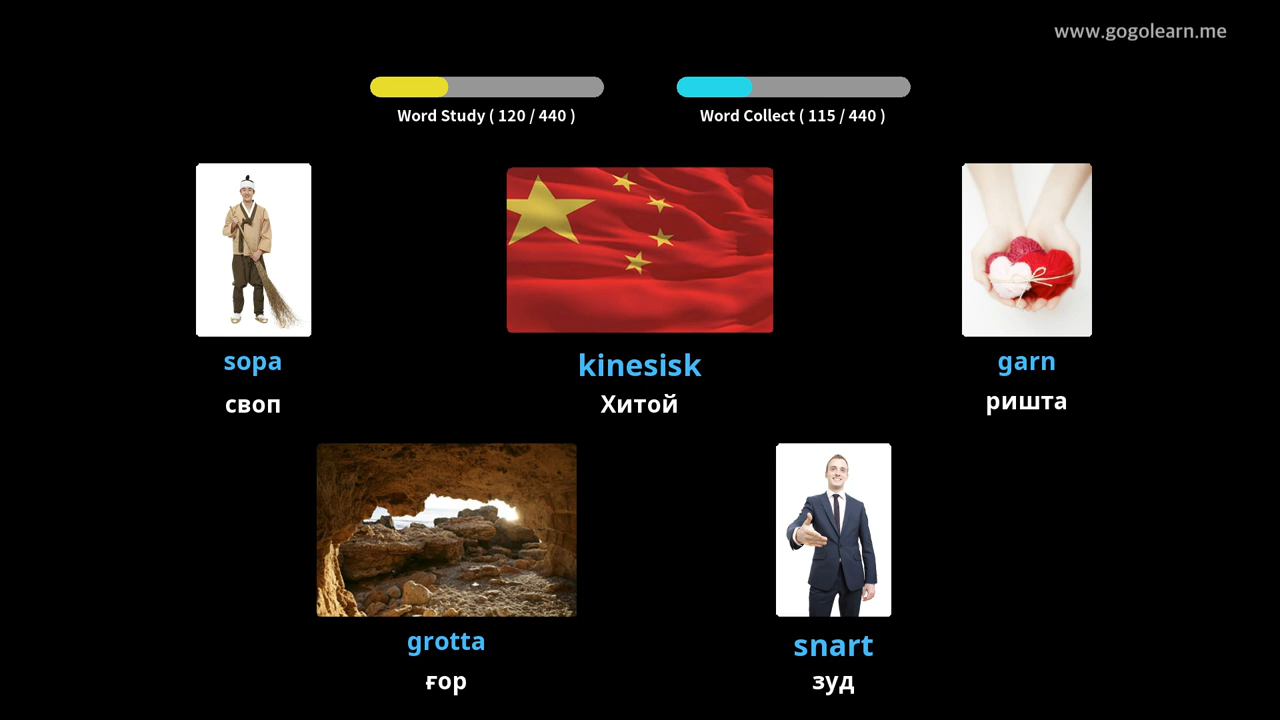 www.gogolearn.me
Word Study ( 120 / 440 )
Word Collect ( 115 / 440 )
sopa
своп
kinesisk
Хитой
garn
ришта
grotta
ғор
snart
зуд